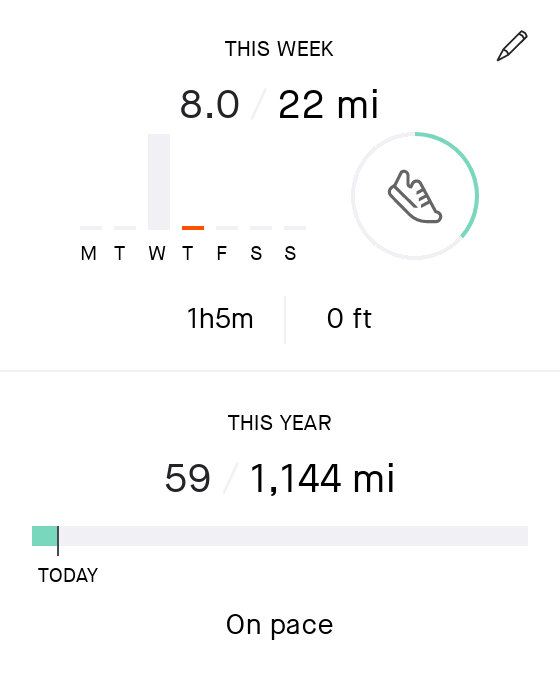 THIS WEEK
8.0 / 22 mi
M T W T F S S
1h5m 0 ft
THIS YEAR
59 / 1,144 mi
TODAY
On pace